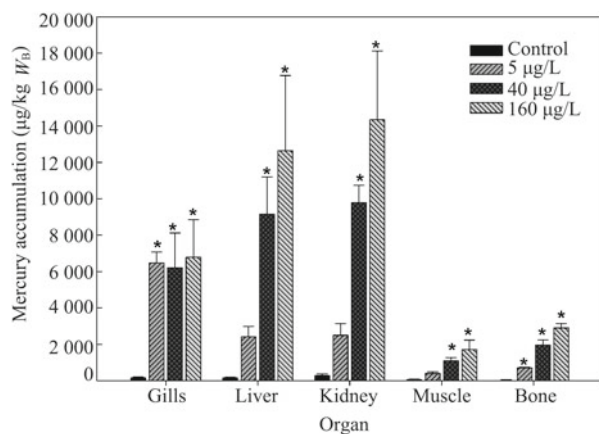 20 000
18 000
16 000
14 000
12 000
10 000
8 000
6 000
4 000
2 000
0
Mercury accumulation (μg/kg W_B)
Control
5 μg/L
40 μg/L
160 μg/L
* * *
* *
* *
* *
* * *
Gills Liver Kidney Muscle Bone
Organ